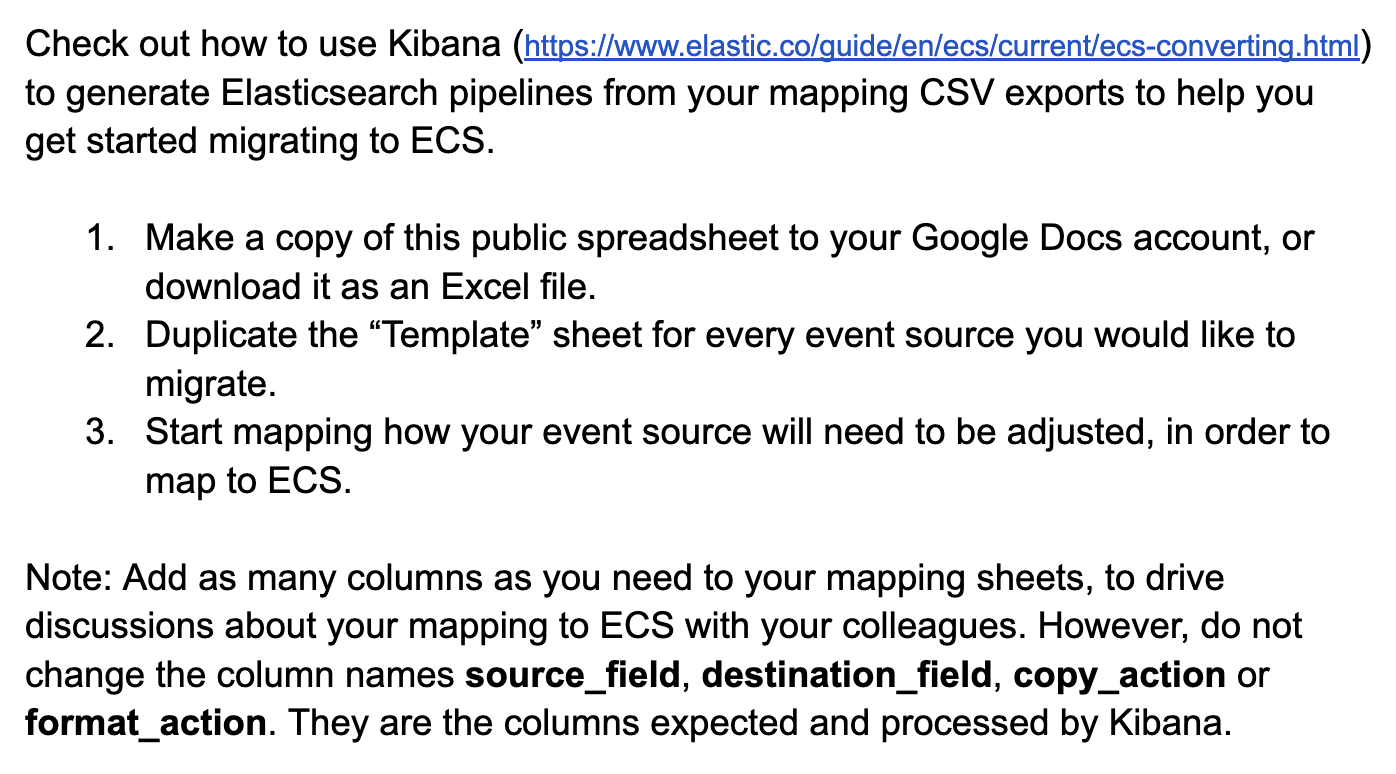 Check out how to use Kibana (https://www.elastic.co/guide/en/ecs/current/ecs-converting.html)
to generate Elasticsearch pipelines from your mapping CSV exports to help you
get started migrating to ECS.
1. Make a copy of this public spreadsheet to your Google Docs account, or
download it as an Excel file.
2. Duplicate the “Template” sheet for every event source you would like to
migrate.
3. Start mapping how your event source will need to be adjusted, in order to
map to ECS.
Note: Add as many columns as you need to your mapping sheets, to drive
discussions about your mapping to ECS with your colleagues. However, do not
change the column names source_field, destination_field, copy_action or
format_action. They are the columns expected and processed by Kibana.